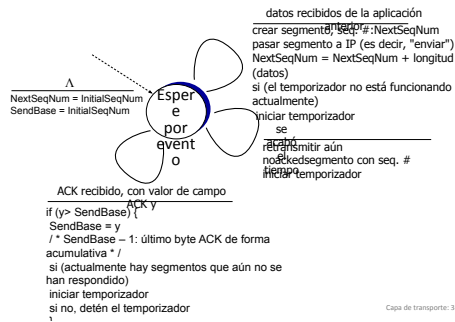 datos recibidos de la aplicación
anterior
crear segmento, seq. #:NextSeqNum
pasar segmento a IP (es decir, "enviar")
NextSeqNum = NextSeqNum + longitud
(datos)
si (el temporizador no está funcionando
actualmente)
iniciar temporizador
Λ
NextSeqNum = InitialSeqNum
SendBase = InitialSeqNum
Esper
e
por
event
o
se
acabó
el
tiempo
retransmitir aún
noackedsegmento con seq. #
iniciar temporizador
ACK recibido, con valor de campo
ACK y
if (y> SendBase) {
SendBase = y
/ * SendBase – 1: último byte ACK de forma
acumulativa * /
si (actualmente hay segmentos que aún no se
han respondido)
iniciar temporizador
si no, detén el temporizador
}
Capa de transporte: 3